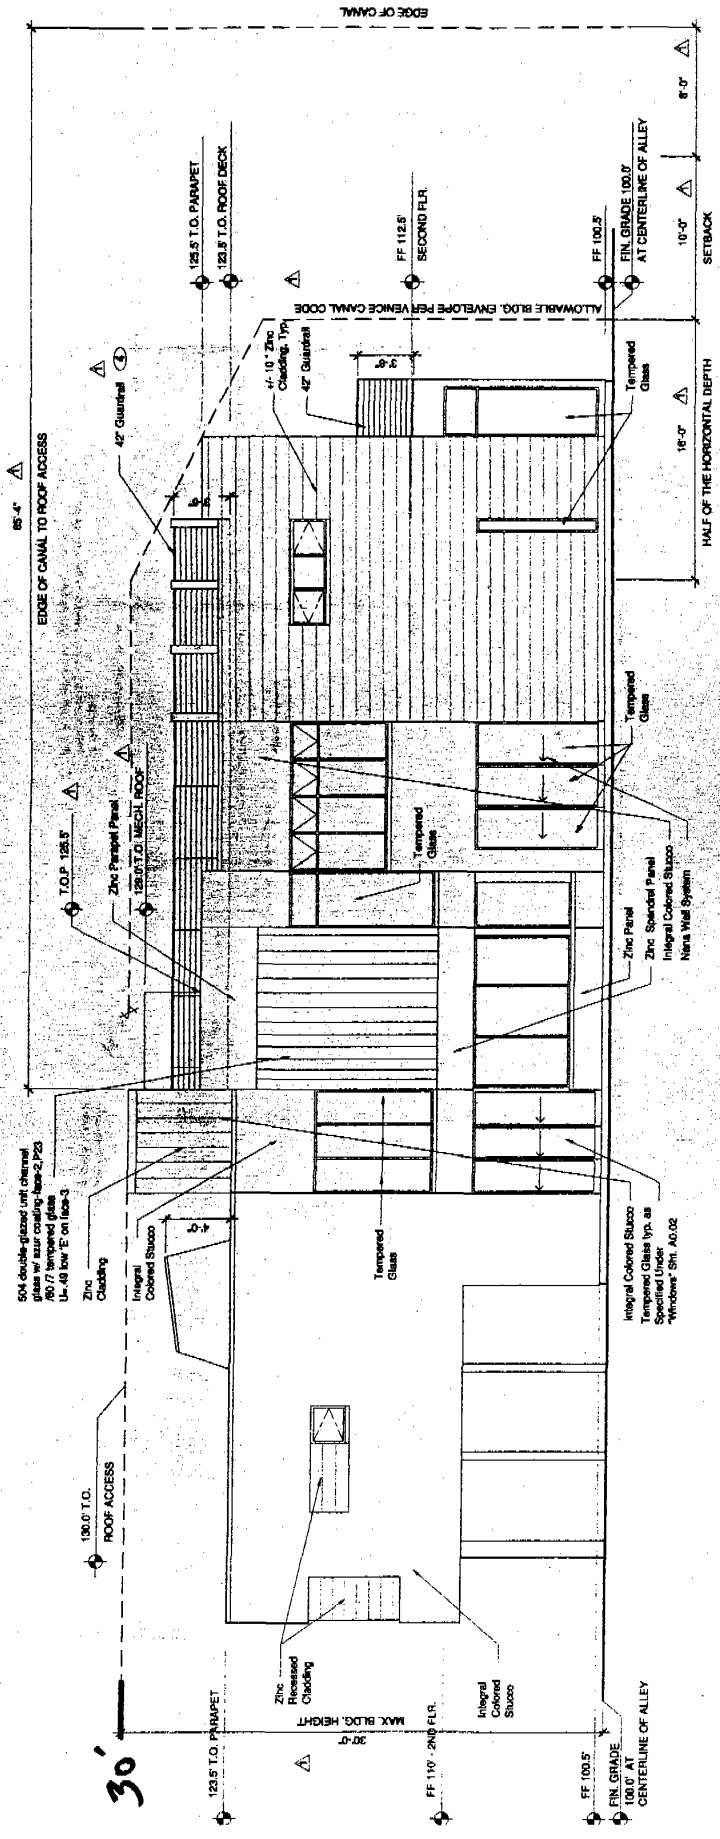 EDGE OF CANAL
65'-4"
EDGE OF CANAL TO ROOF ACCESS
130.0' T.O.
ROOF ACCESS
30'
504 double-glazed unit channel
glass w/ azur coating-face-2, P23
/60 /7 tempered glass
U=.49 low 'E' on face-3
Zinc
Cladding
Integral
Colored Stucco
4'-0"
T.O.P. 126.5'
Zinc Parapet Panel
129.0' T.O. MECH. ROOF
42" Guardrail
4
125.5' T.O. PARAPET
123.5' T.O. ROOF DECK
+/- 10" Zinc
Cladding, Typ.
42" Guardrail
ALLOWABLE BLDG. ENVELOPE PER VENICE CANAL CODE
FF 112.5'
SECOND FLR.
FF 100.5'
FIN. GRADE 100.0'
AT CENTERLINE OF ALLEY
8'-0"
10'-0"
SETBACK
16'-0"
HALF OF THE HORIZONTAL DEPTH
Tempered
Glass
Tempered
Glass
Tempered
Glass
Tempered
Glass
Zinc Panel
Zinc Spandrel Panel
Integral Colored Stucco
Nana Wall System
Integral Colored Stucco
Tempered Glass typ. as
Specified Under
"Windows" Sht. A0.02
Zinc
Recessed
Cladding
Integral
Colored
Stucco
123.5' T.O. PARAPET
30'-0"
MAX. BLDG. HEIGHT
FF 110' - 2ND FLR.
FF 100.5'
FIN. GRADE
100.0' AT
CENTERLINE OF ALLEY